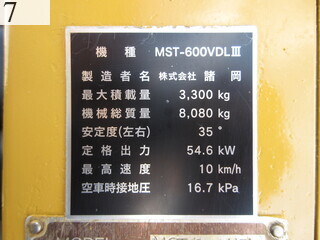 7
機種 MST-600VDLⅢ
製造者名 株式会社 諸岡
最大積載量 3,300 kg
機械総質量 8,080 kg
安定度(左右) 35°
定格出力 54.6 kW
最高速度 10 km/h
空車時接地圧 16.7 kPa
MODEL